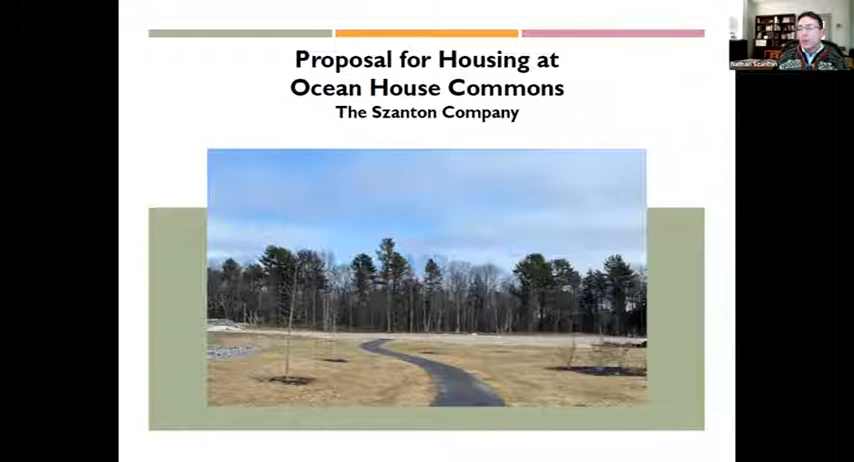 Proposal for Housing at
Ocean House Commons
The Szanton Company
Nathan Szanton